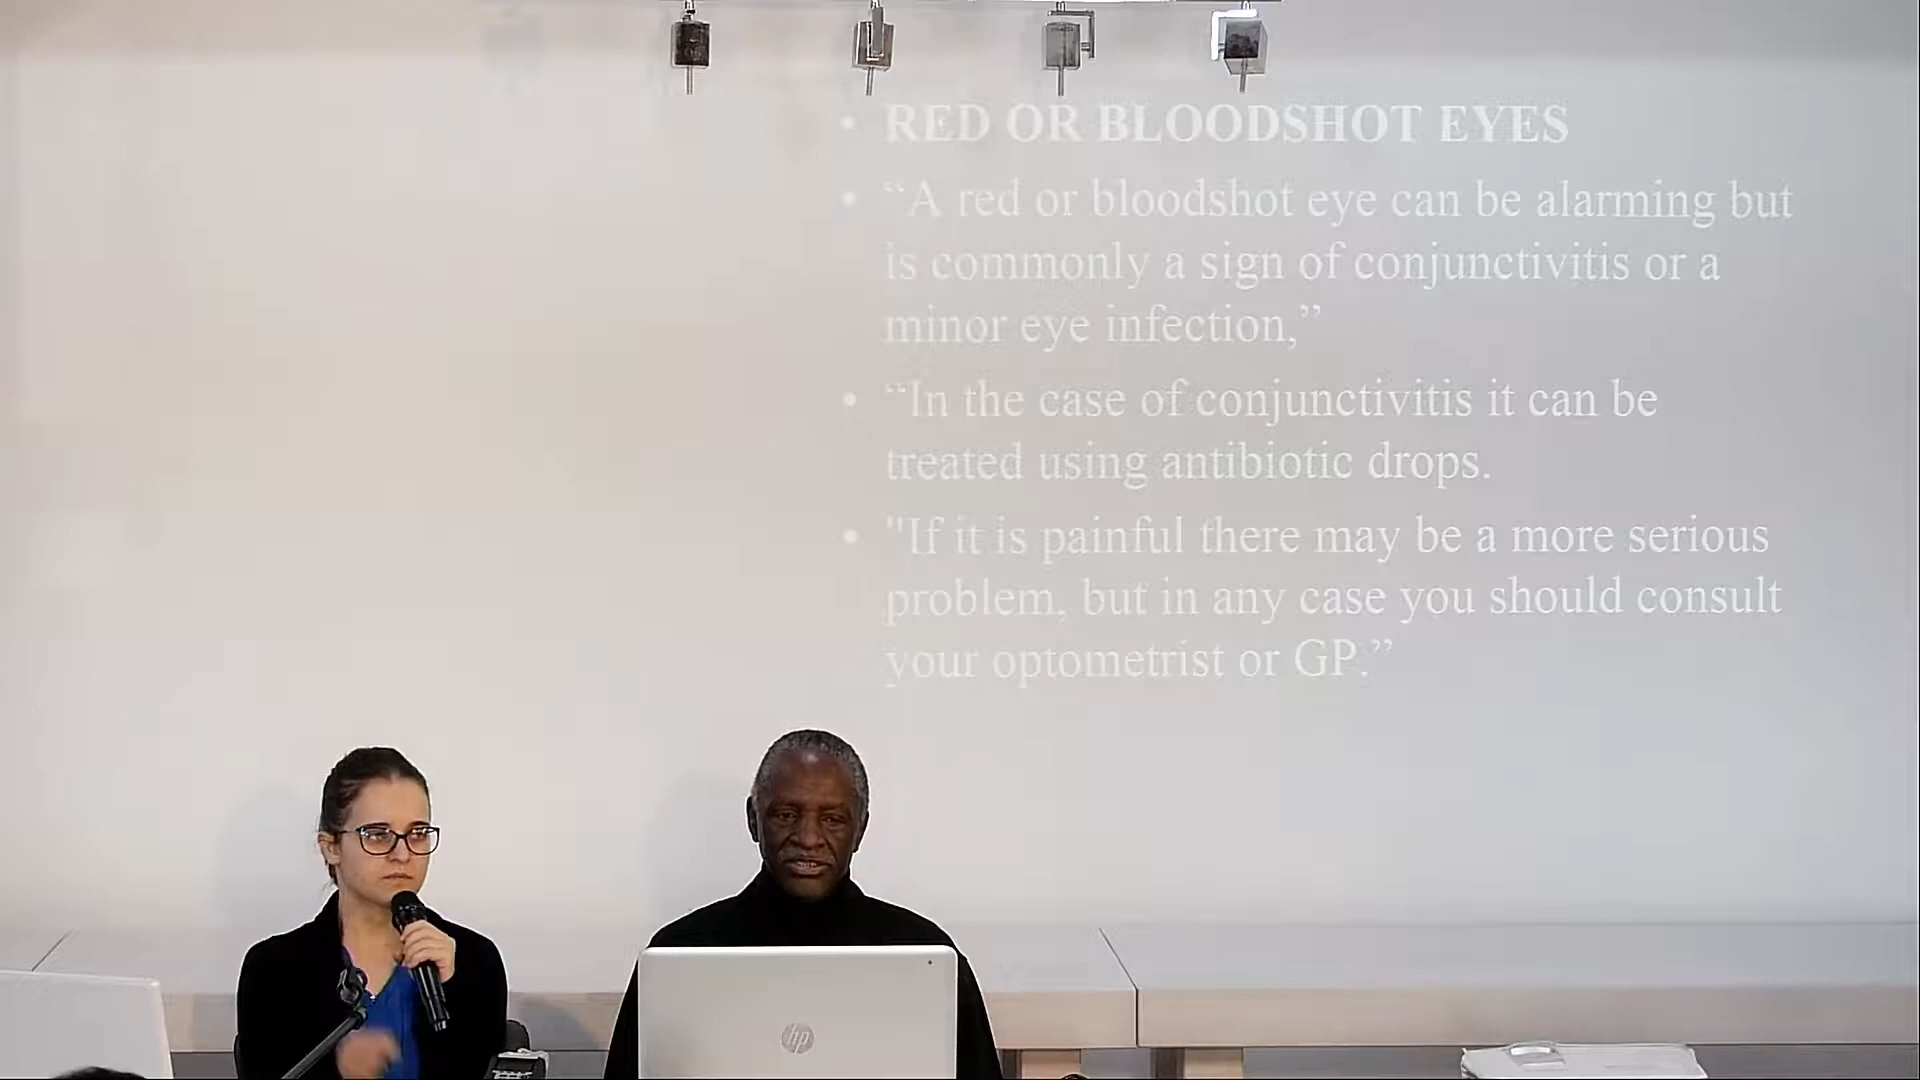 • RED OR BLOODSHOT EYES
• “A red or bloodshot eye can be alarming but
is commonly a sign of conjunctivitis or a
minor eye infection,”
• “In the case of conjunctivitis it can be
treated using antibiotic drops.
• "If it is painful there may be a more serious
problem, but in any case you should consult
your optometrist or GP.”
hp